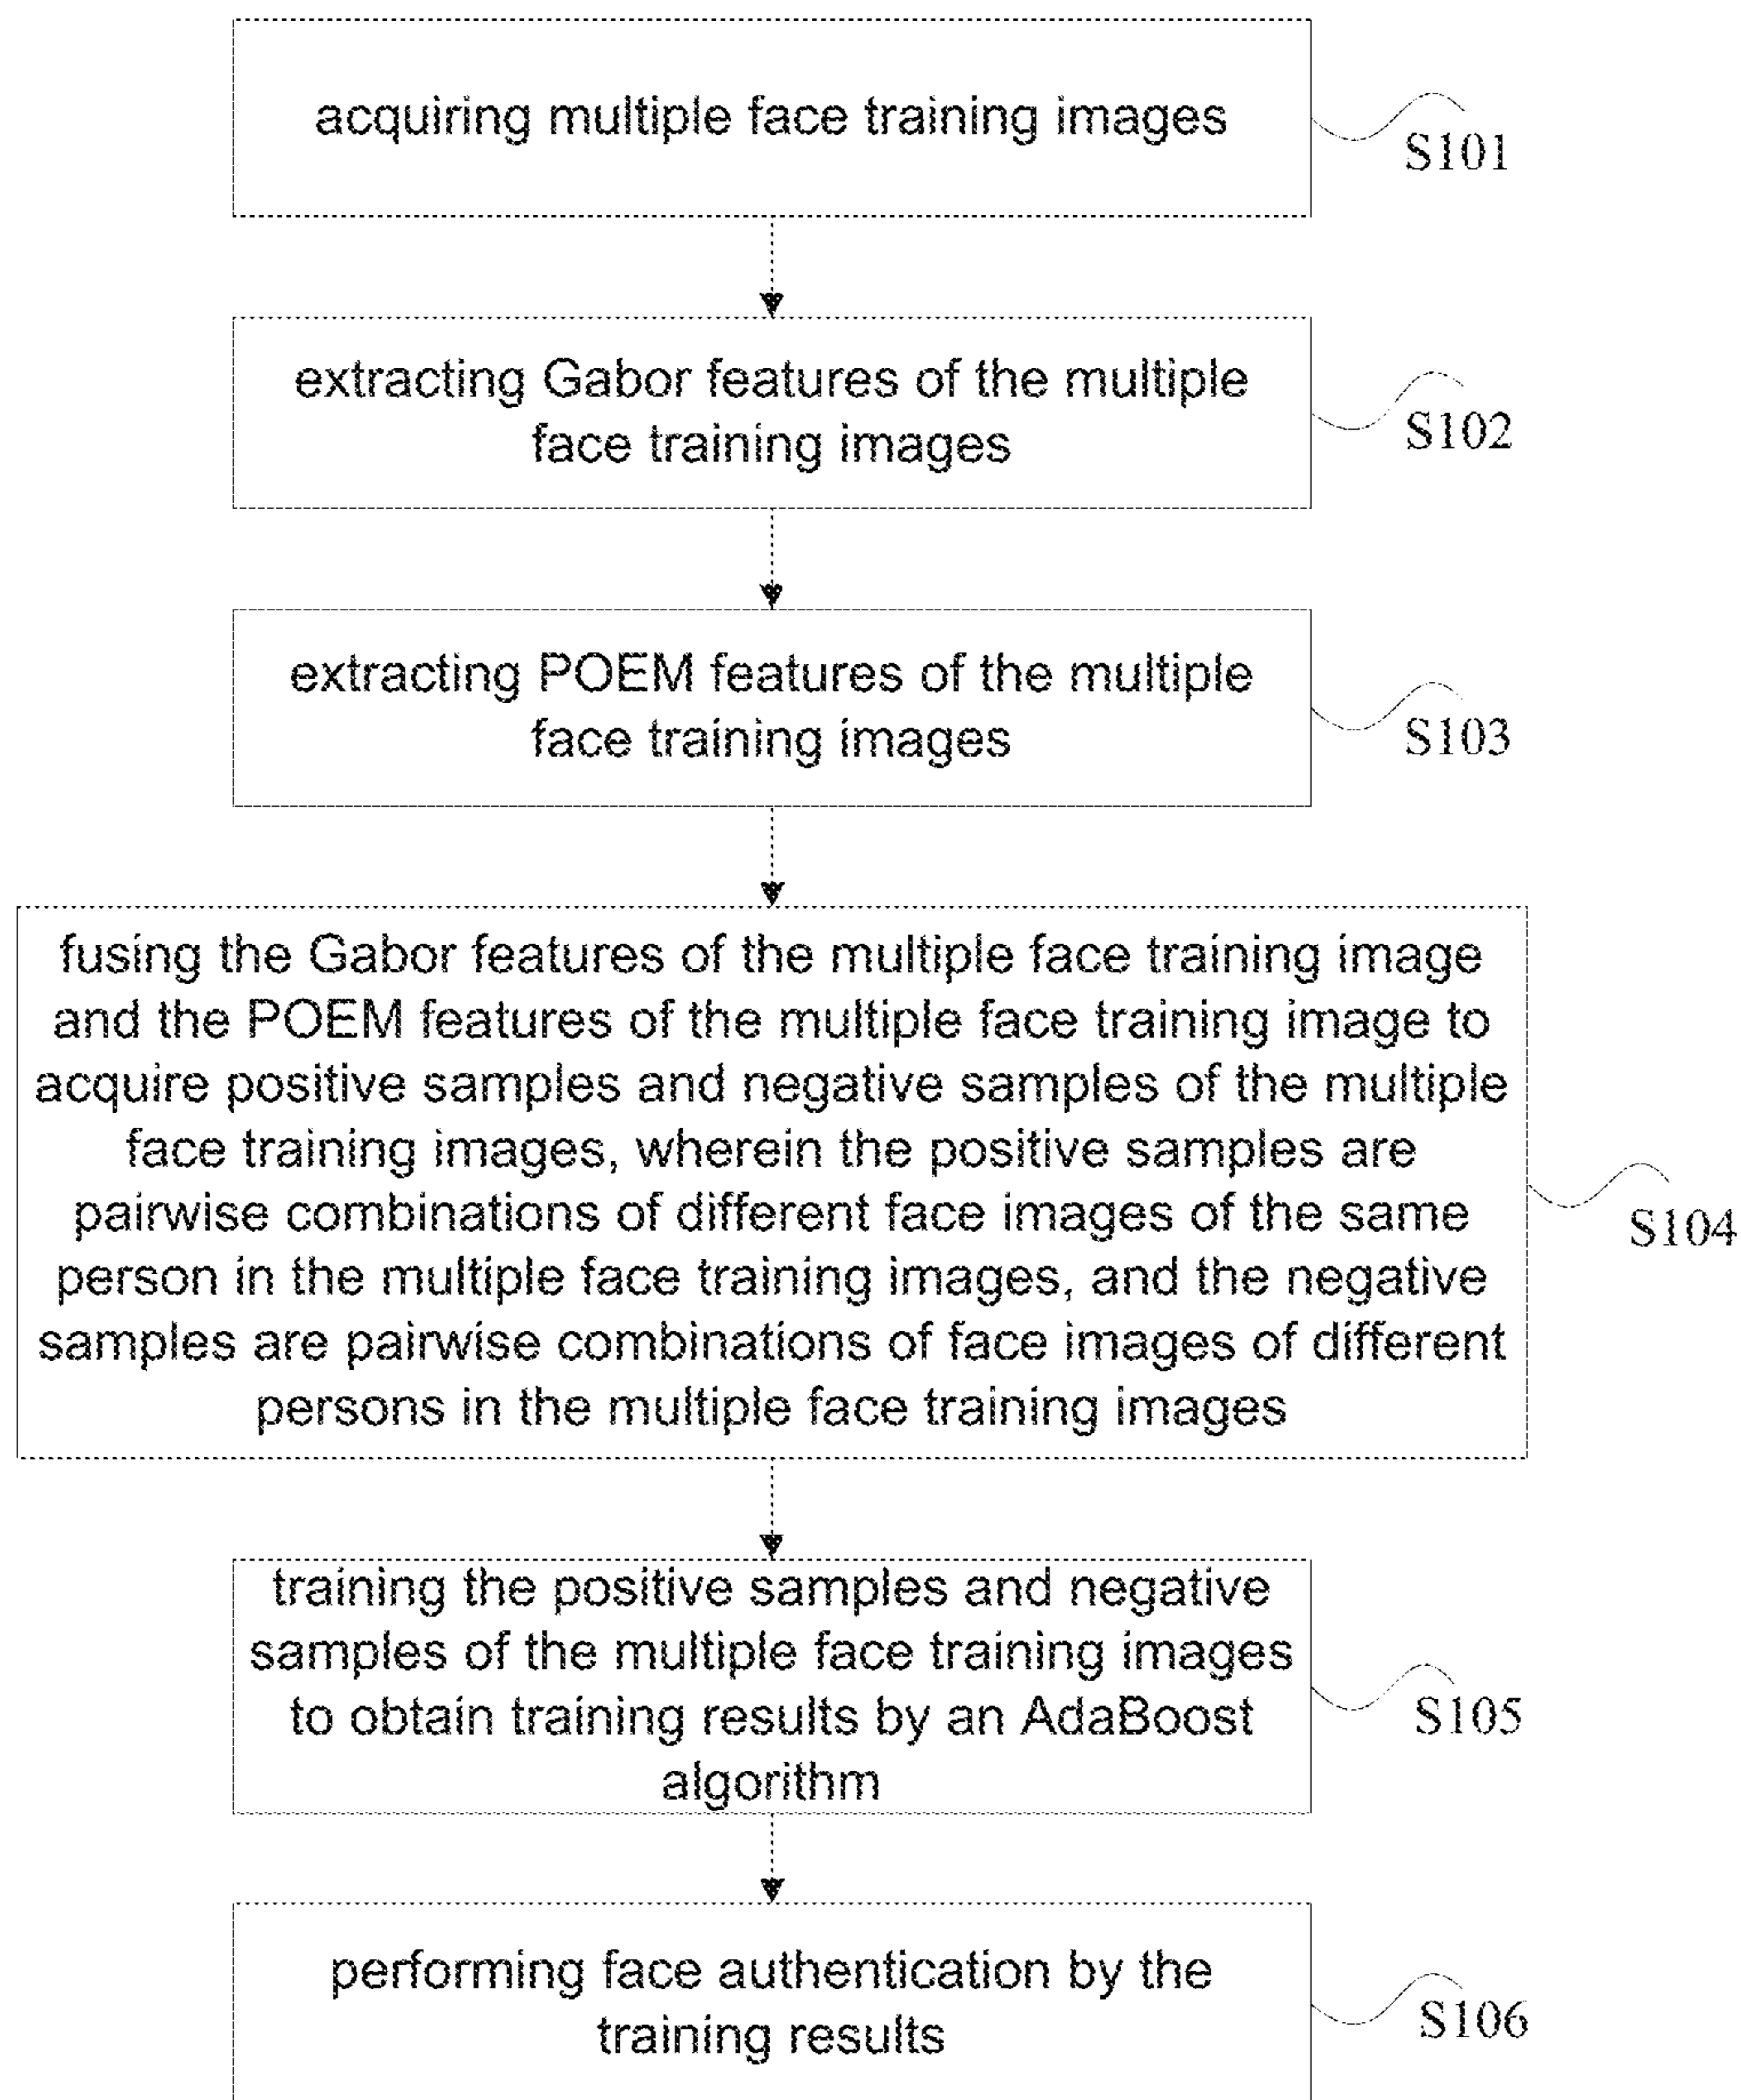 acquiring multiple face training images
S101
extracting Gabor features of the multiple
face training images
S102
extracting POEM features of the multiple
face training images
S103
fusing the Gabor features of the multiple face training image
and the POEM features of the multiple face training image to
acquire positive samples and negative samples of the multiple
face training images, wherein the positive samples are
pairwise combinations of different face images of the same
person in the multiple face training images, and the negative
samples are pairwise combinations of face images of different
persons in the multiple face training images
S104
training the positive samples and negative
samples of the multiple face training images
to obtain training results by an AdaBoost
algorithm
S105
performing face authentication by the
training results
S106